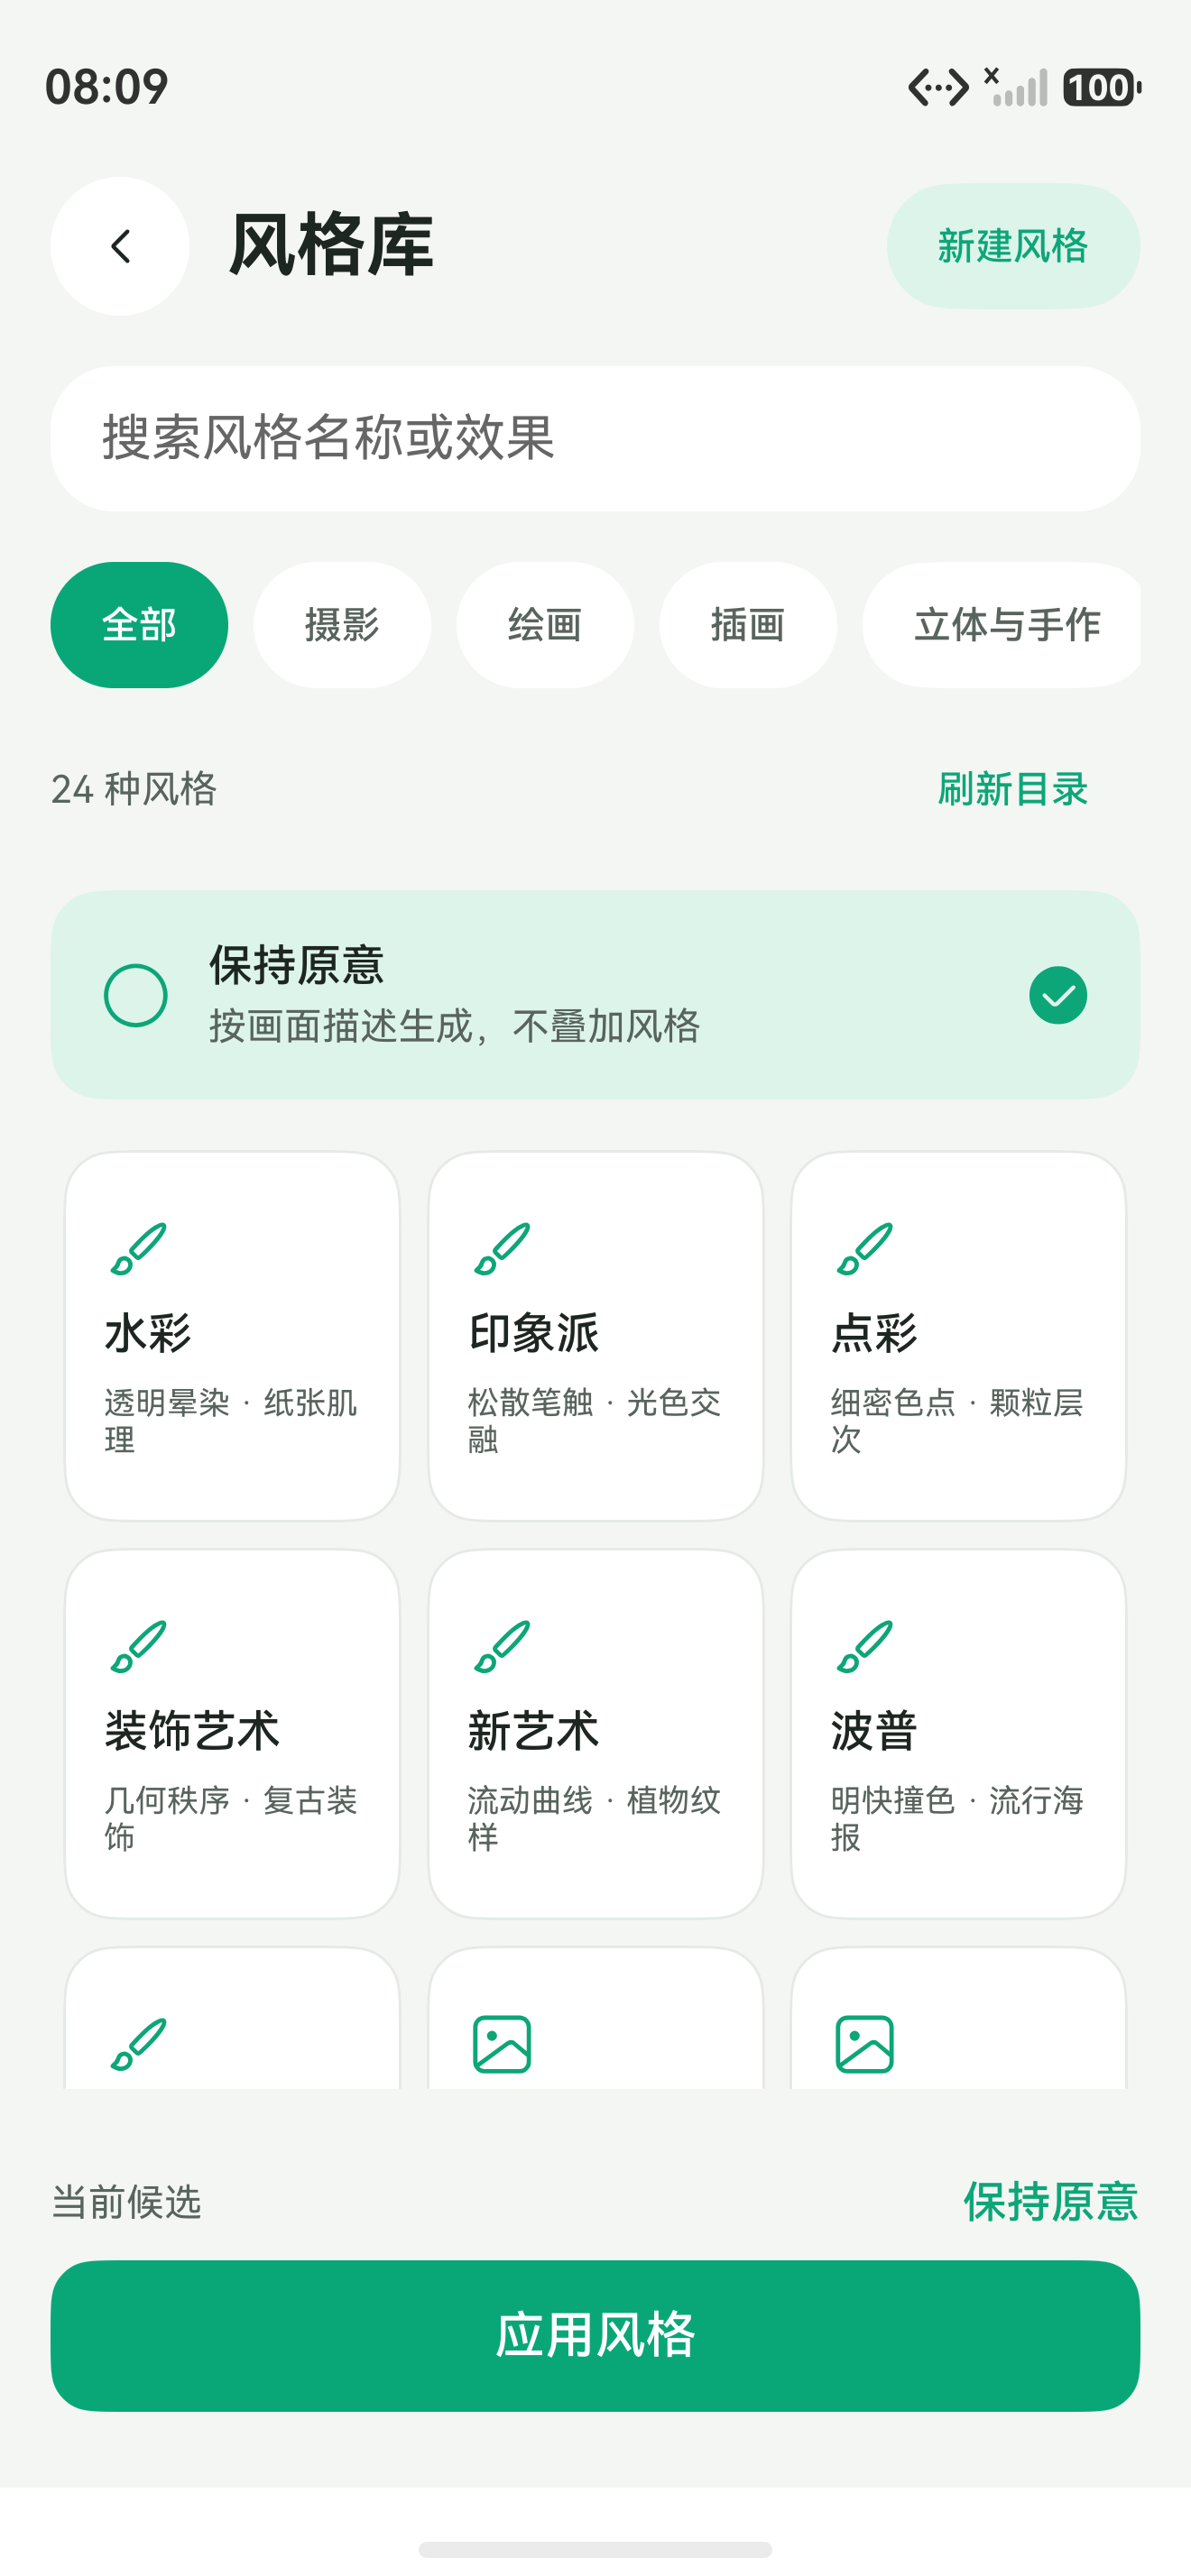 08:09
100
风格库
新建风格
搜索风格名称或效果
全部
摄影
绘画
插画
立体与手作
24 种风格
刷新目录
保持原意
按画面描述生成，不叠加风格
水彩
透明晕染 · 纸张肌
理
印象派
松散笔触 · 光色交
融
点彩
细密色点 · 颗粒层
次
装饰艺术
几何秩序 · 复古装
饰
新艺术
流动曲线 · 植物纹
样
波普
明快撞色 · 流行海
报
当前候选
保持原意
应用风格